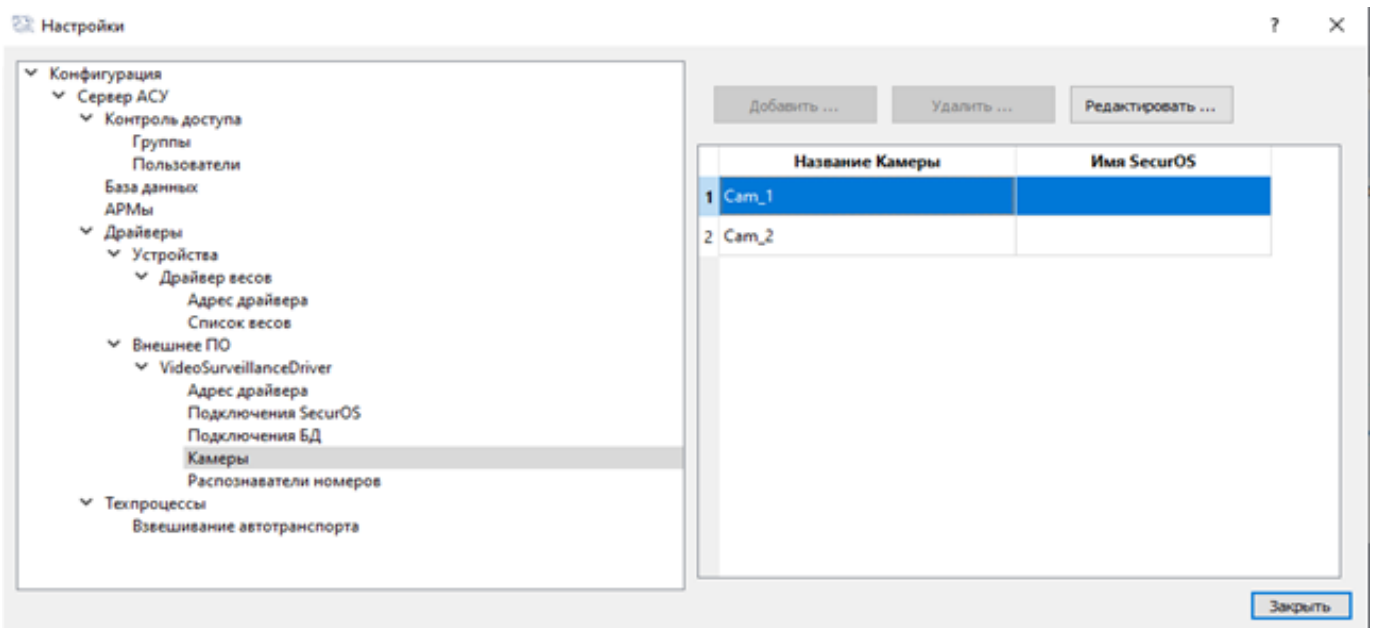 Настройки
?
Конфигурация
Сервер АСУ
Контроль доступа
Группы
Пользователи
База данных
АРМы
Драйверы
Устройства
Драйвер весов
Адрес драйвера
Список весов
Внешнее ПО
VideoSurveillanceDriver
Адрес драйвера
Подключения SecurOS
Подключения БД
Камеры
Распознаватели номеров
Техпроцессы
Взвешивание автотранспорта
Добавить ... Удалить ... Редактировать ...
Название Камеры Имя SecurOS
1 Cam_1
2 Cam_2
Закрыть